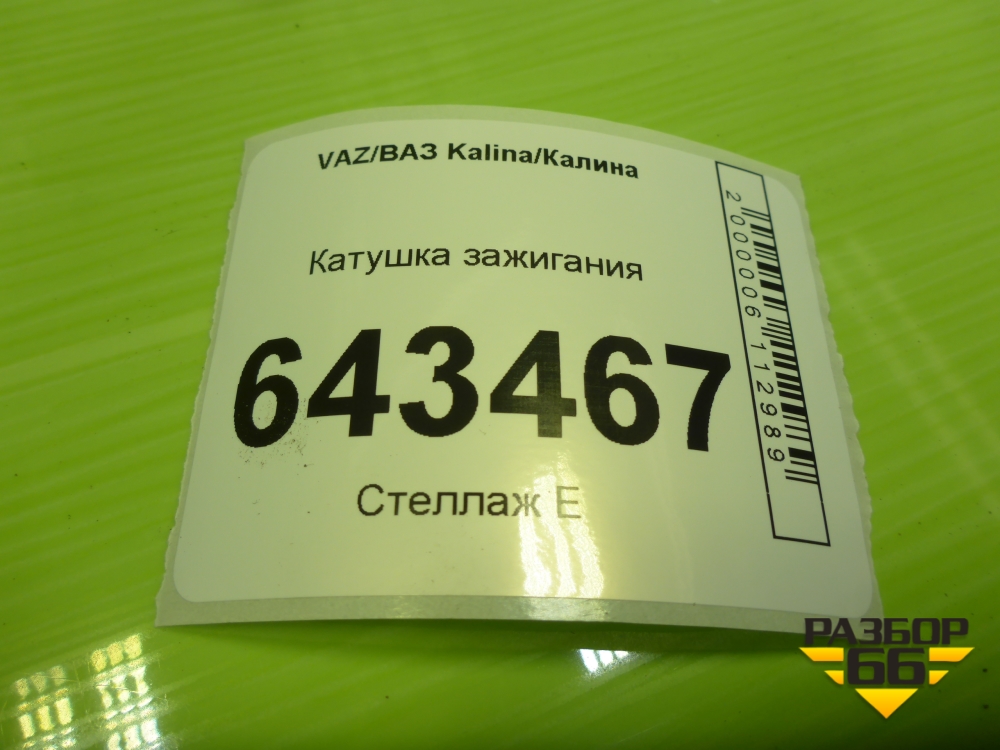 VAZ/ВАЗ Kalina/Калина
Катушка зажигания
643467
Стеллаж Е
2000006112989
РАЗБОР
66